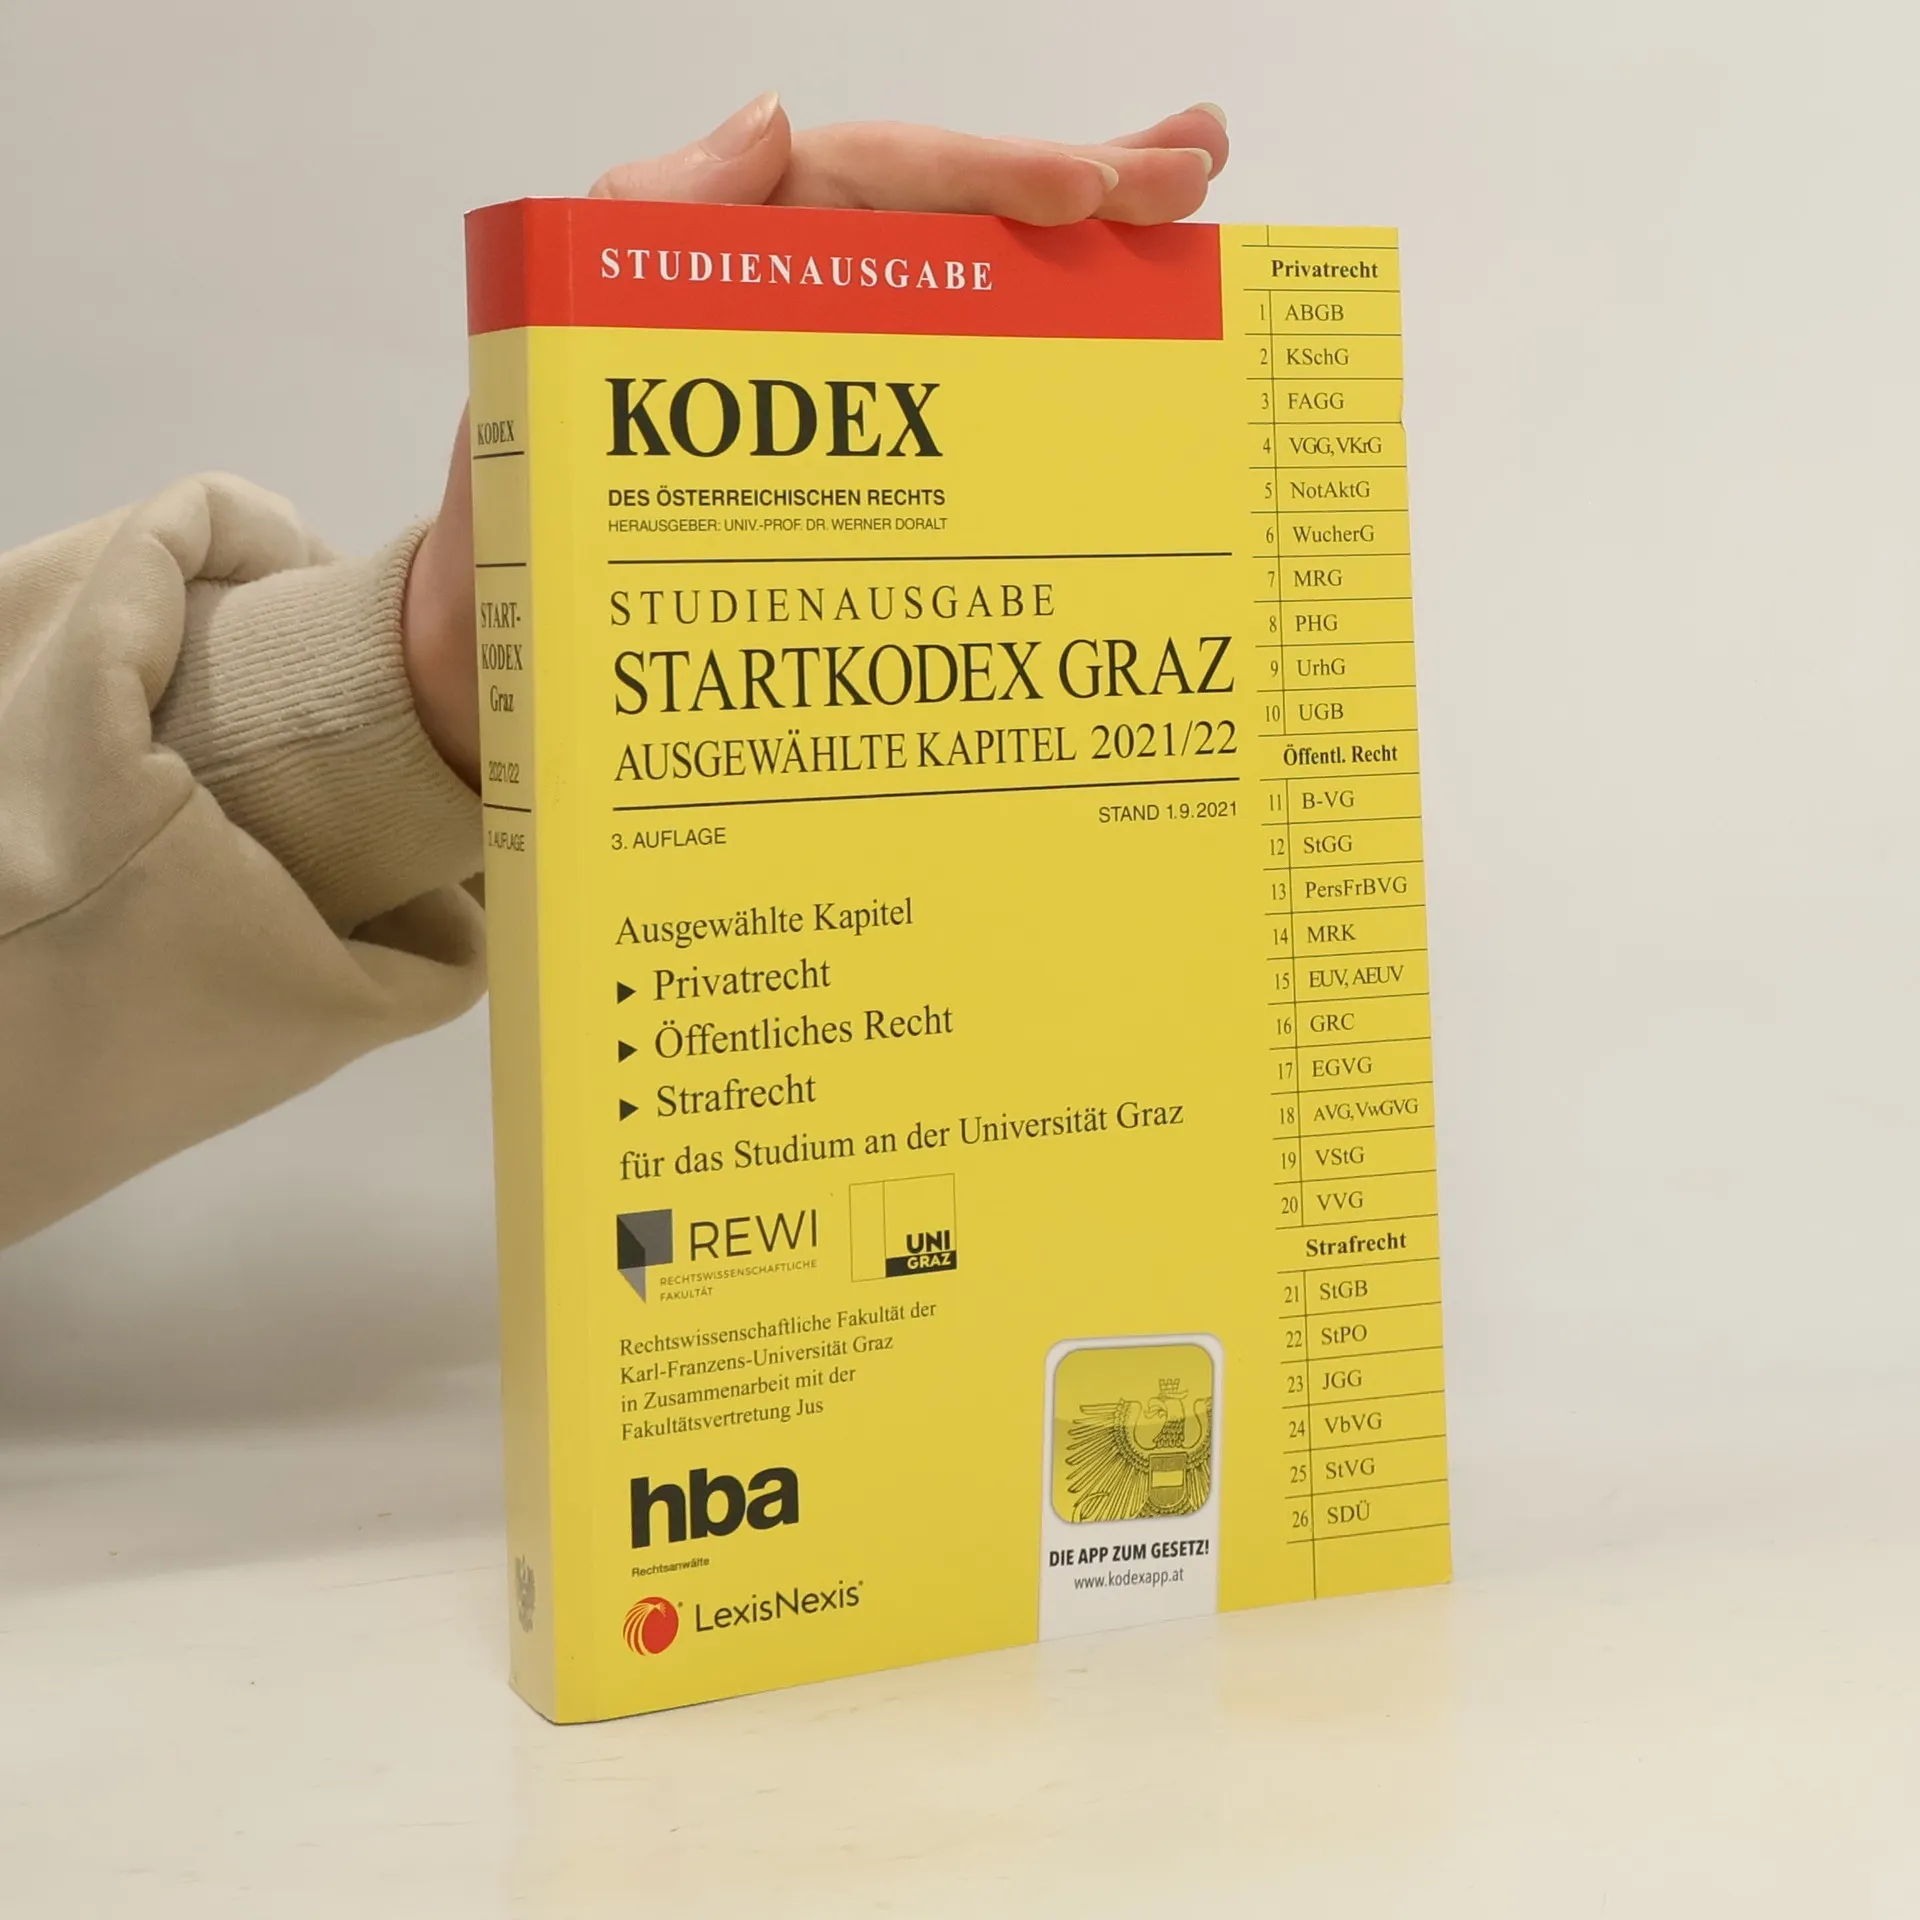 STUDIENAUSGABE
KODEX
DES ÖSTERREICHISCHEN RECHTS
HERAUSGEBER: UNIV.-PROF. DR. WERNER DORALT
STUDIENAUSGABE
STARTKODEX GRAZ
AUSGEWÄHLTE KAPITEL 2021/22
3. AUFLAGE
STAND 1.9.2021
Ausgewählte Kapitel
▶ Privatrecht
▶ Öffentliches Recht
▶ Strafrecht
für das Studium an der Universität Graz
REWI
RECHTSWISSENSCHAFTLICHE
FAKULTÄT
UNI
GRAZ
Rechtswissenschaftliche Fakultät der
Karl-Franzens-Universität Graz
in Zusammenarbeit mit der
Fakultätsvertretung Jus
hba
Rechtsanwälte
LexisNexis®
DIE APP ZUM GESETZ!
www.kodexapp.at
Privatrecht
1 ABGB
2 KSchG
3 FAGG
4 VGG, VKrG
5 NotAktG
6 WucherG
7 MRG
8 PHG
9 UrhG
10 UGB
Öffentl. Recht
11 B-VG
12 StGG
13 PersFrBVG
14 MRK
15 EUV, AEUV
16 GRC
17 EGVG
18 AVG, VwGVG
19 VStG
20 VVG
Strafrecht
21 StGB
22 StPO
23 JGG
24 VbVG
25 StVG
26 SDÜ
KODEX
START-
KODEX
Graz
2021/22
3. AUFLAGE